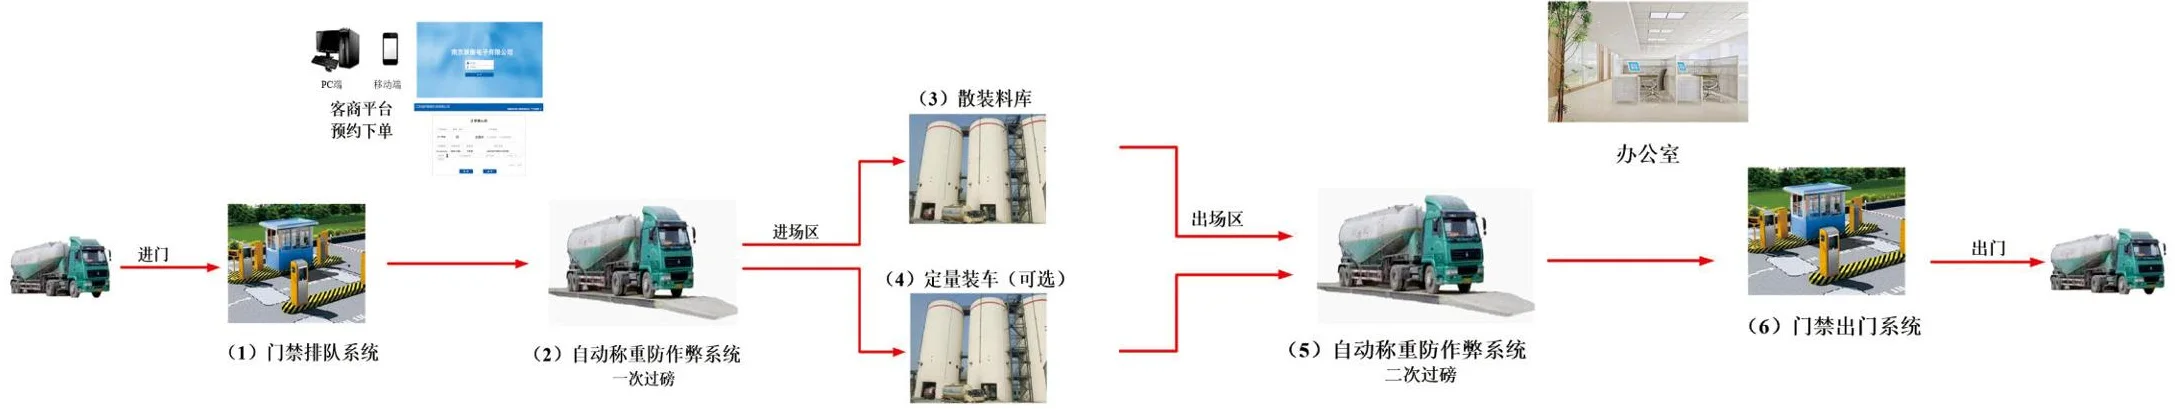 PC端
移动端
客商平台
预约下单
进门
（1）门禁排队系统
（2）自动称重防作弊系统
一次过磅
进场区
（3）散装料库
（4）定量装车（可选）
出场区
（5）自动称重防作弊系统
二次过磅
办公室
（6）门禁出门系统
出门